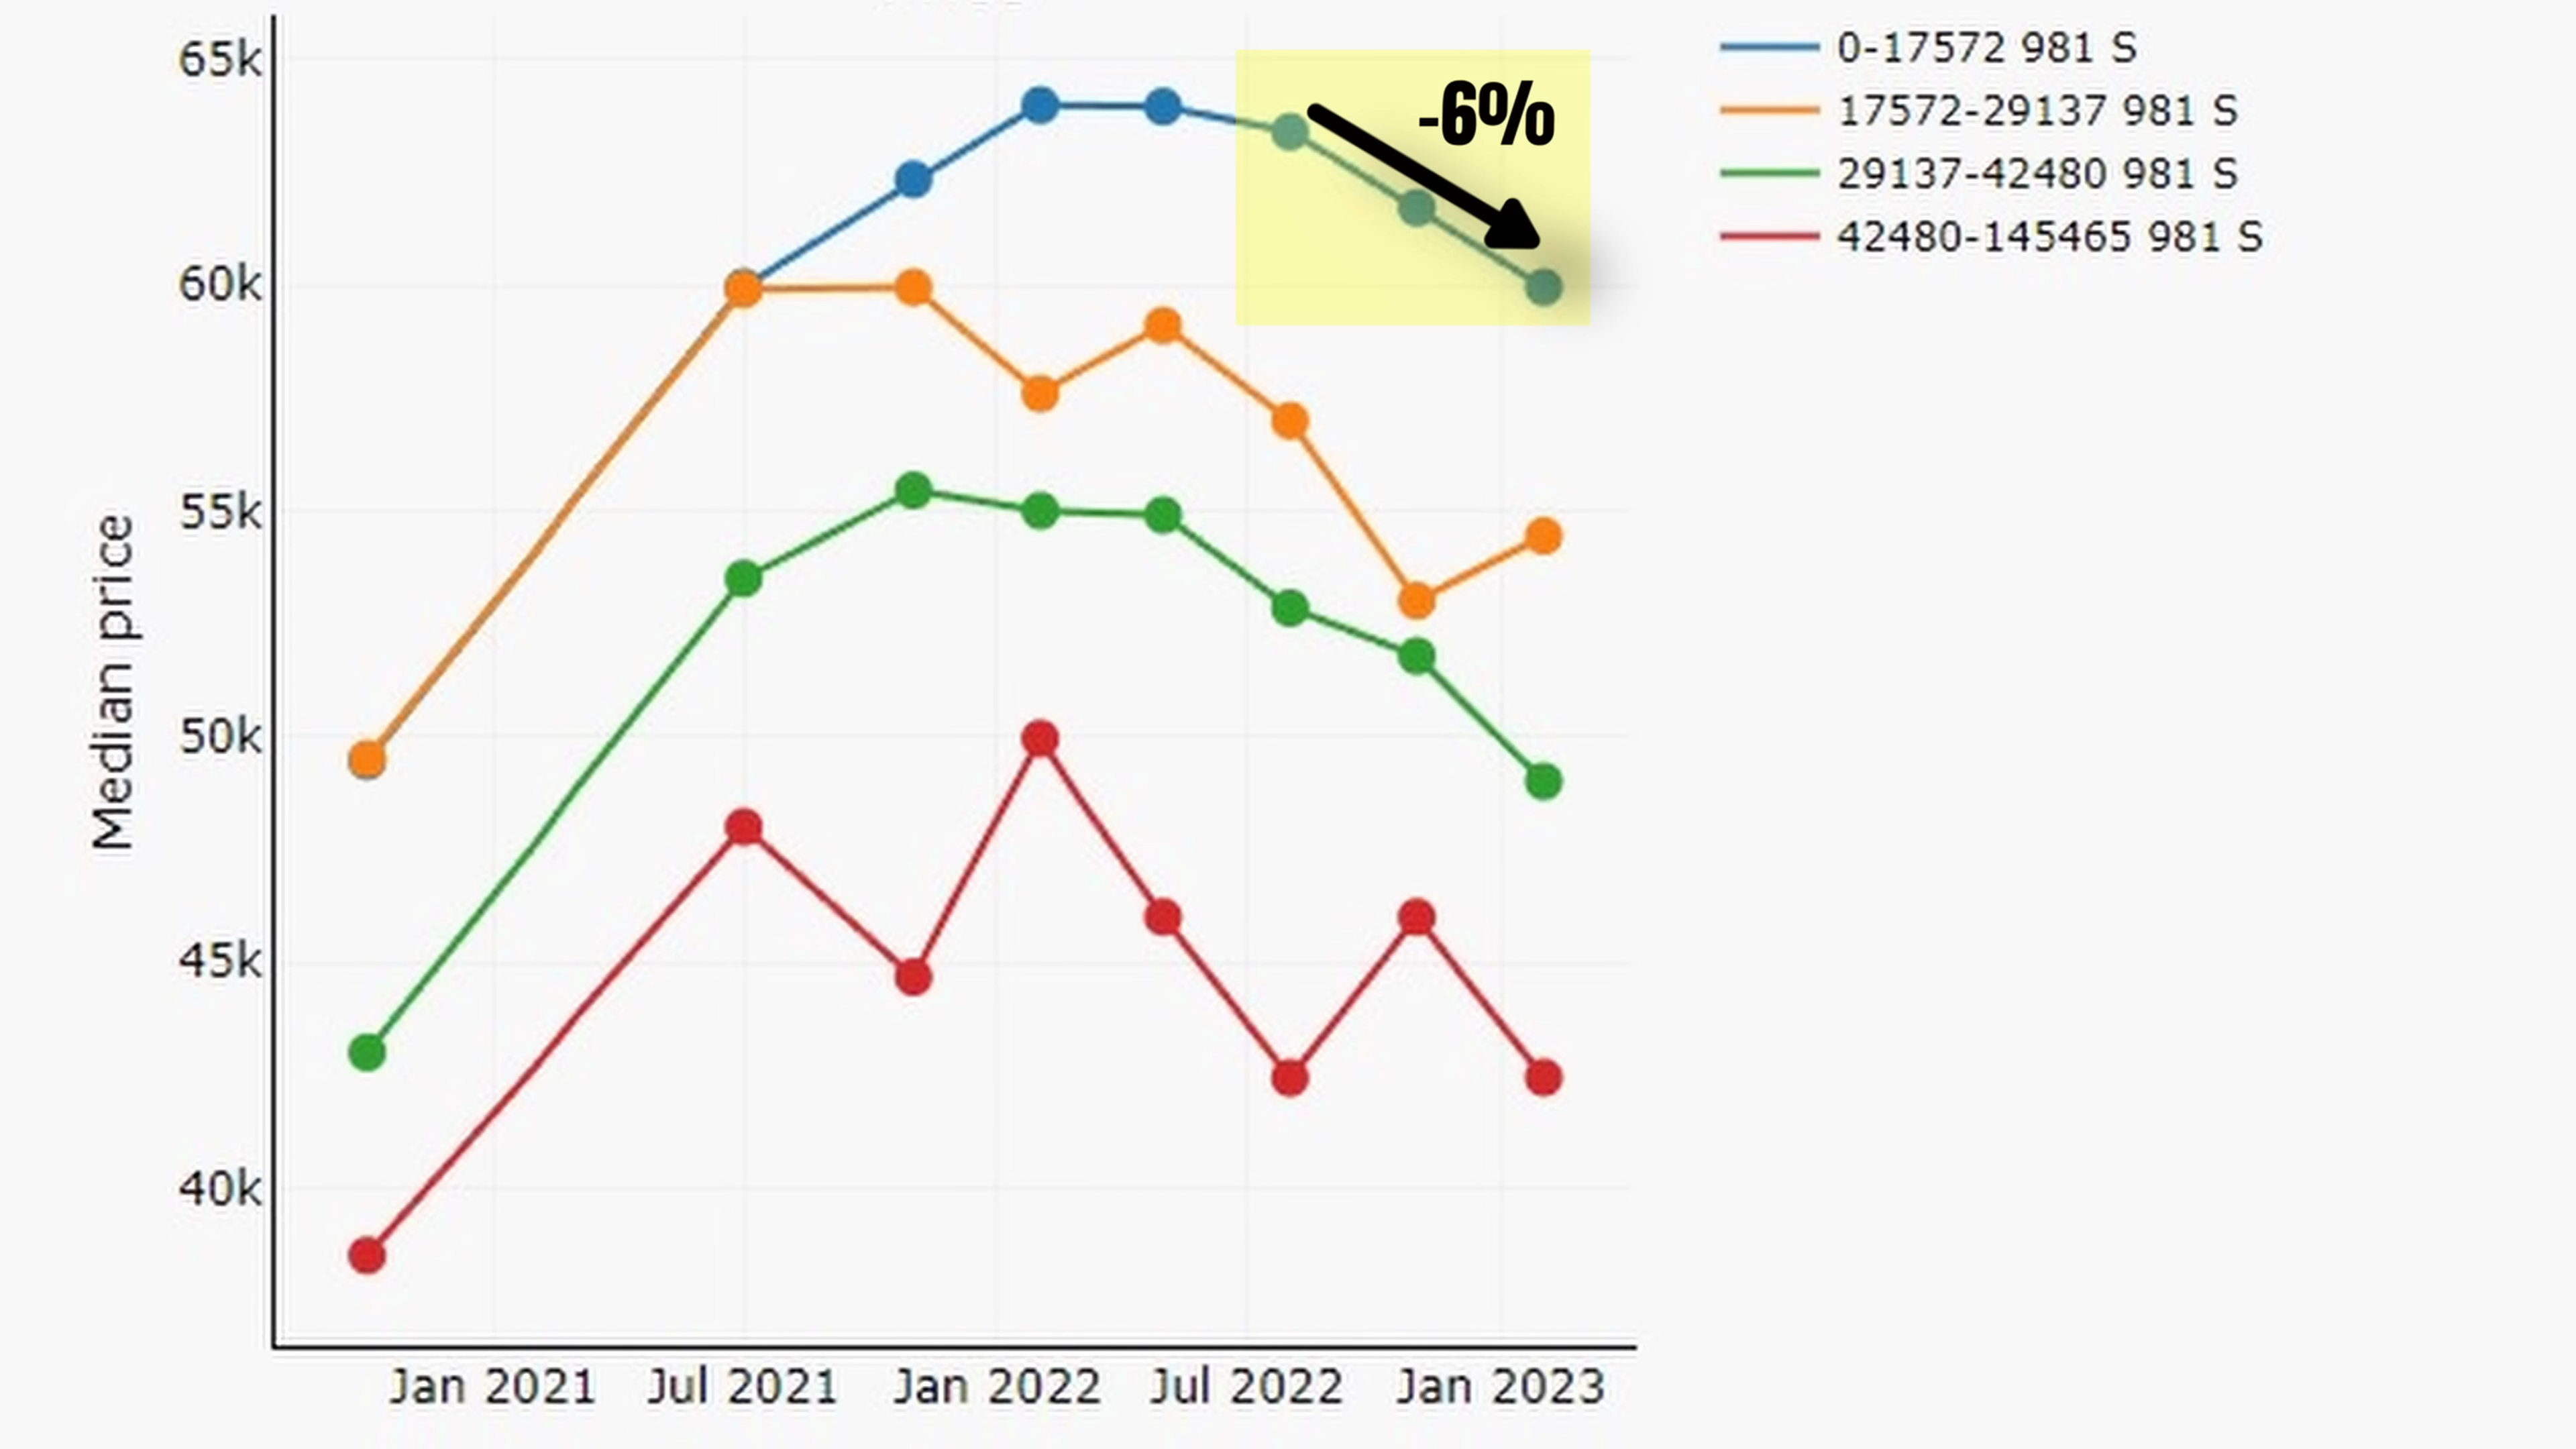 65k
60k
55k
50k
45k
40k
Median price
Jan 2021 Jul 2021 Jan 2022 Jul 2022 Jan 2023
-6%
0-17572 981 S
17572-29137 981 S
29137-42480 981 S
42480-145465 981 S